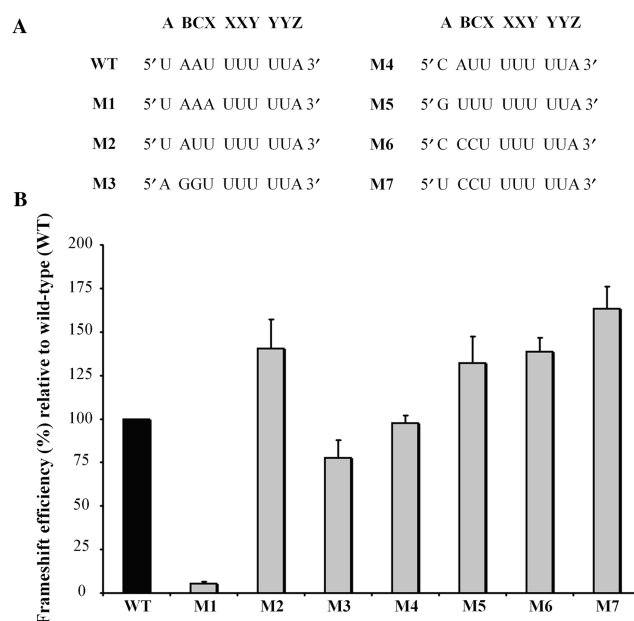 A
A BCX XXY YYZ
A BCX XXY YYZ
WT 5′ U AAU UUU UUA 3′
M4 5′ C AUU UUU UUA 3′
M1 5′ U AAA UUU UUA 3′
M5 5′ G UUU UUU UUA 3′
M2 5′ U AUU UUU UUA 3′
M6 5′ C CCU UUU UUA 3′
M3 5′ A GGU UUU UUA 3′
M7 5′ U CCU UUU UUA 3′
B
Frameshift efficiency (%) relative to wild-type (WT)
200
175
150
125
100
75
50
25
0
WT M1 M2 M3 M4 M5 M6 M7